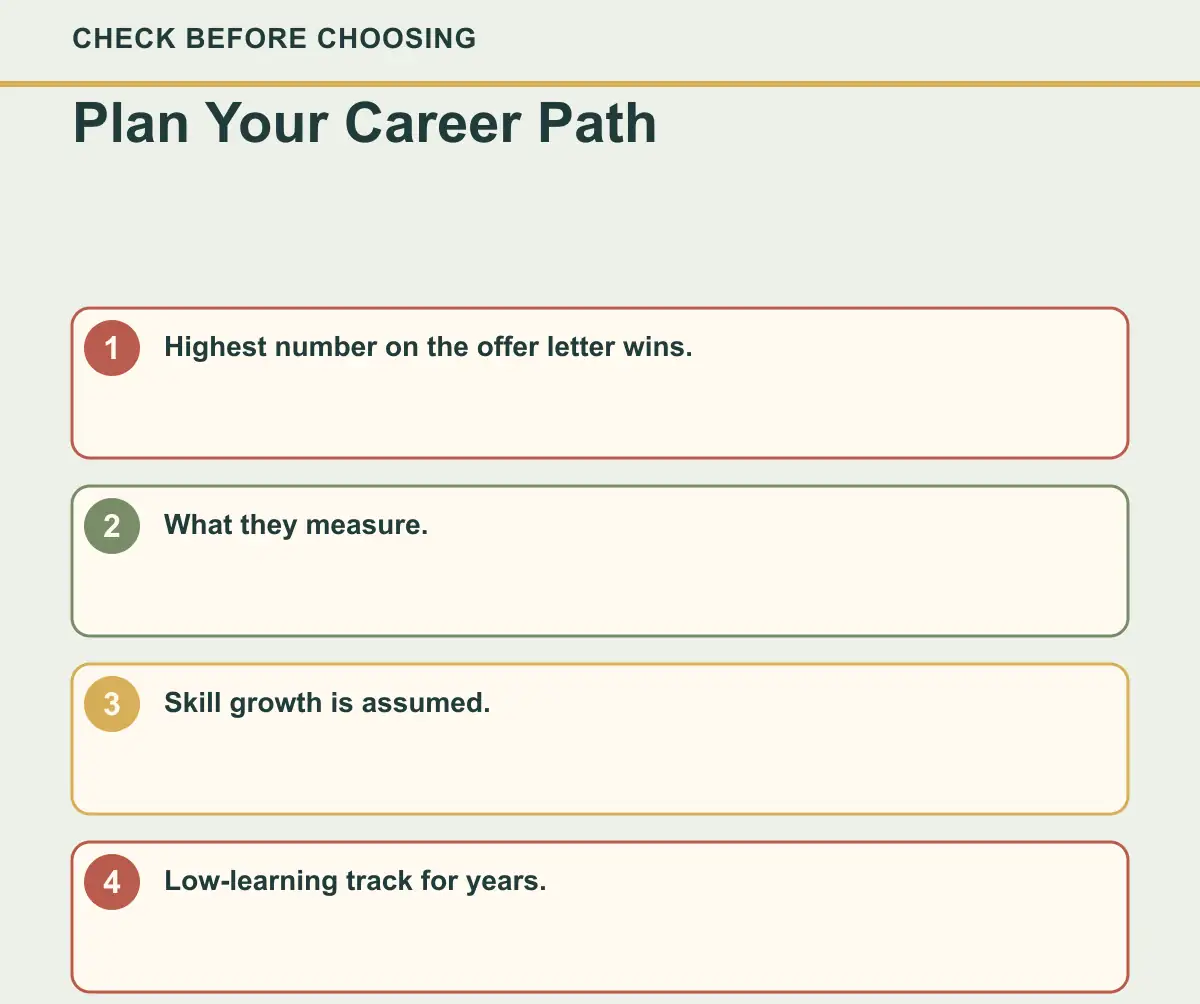 CHECK BEFORE CHOOSING
Plan Your Career Path
1 Highest number on the offer letter wins.
2 What they measure.
3 Skill growth is assumed.
4 Low-learning track for years.